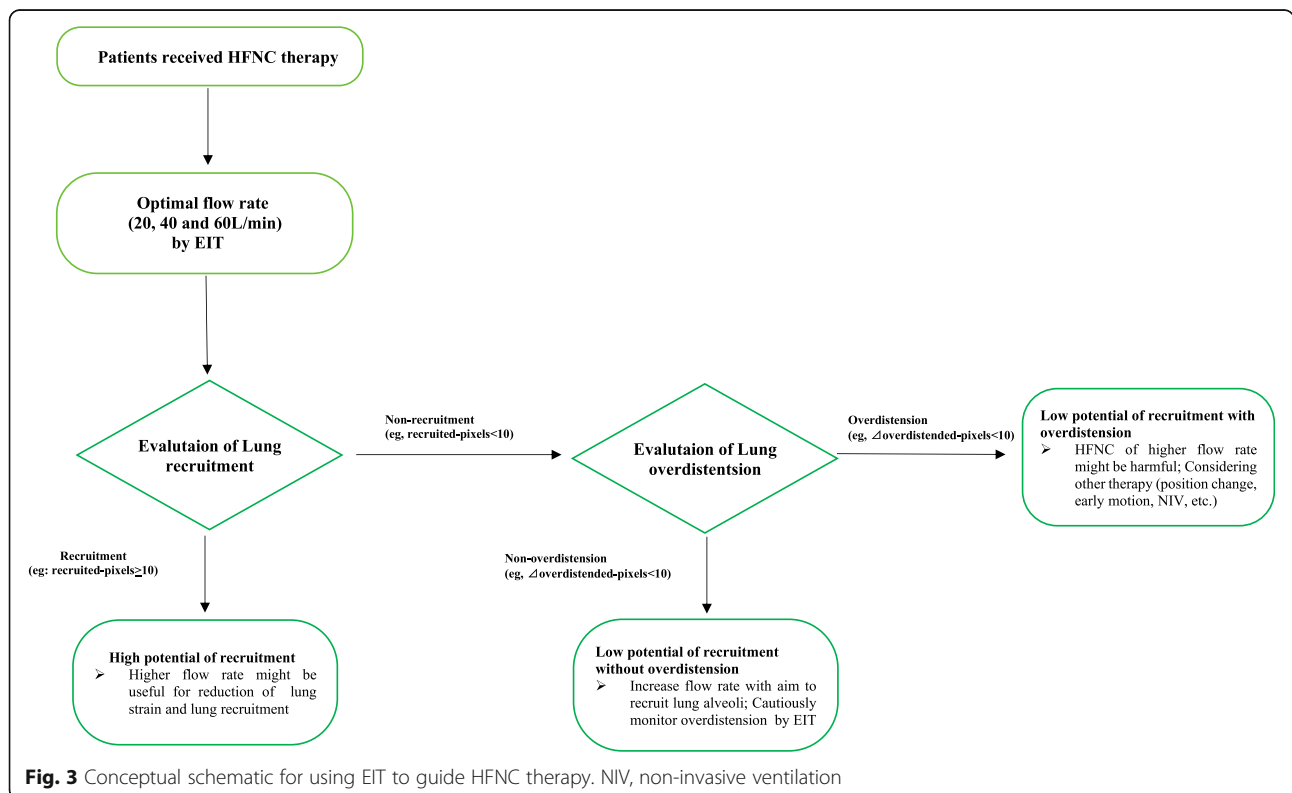 Patients received HFNC therapy
Optimal flow rate
(20, 40 and 60L/min)
by EIT
Evalutaion of Lung
recruitment
Non-recruitment
(eg, recruited-pixels<10)
Evalutaion of Lung
overdistentsion
Overdistension
(eg, ⊿overdistended-pixels<10)
Low potential of recruitment with
overdistension
➢ HFNC of higher flow rate
might be harmful; Considering
other therapy (position change,
early motion, NIV, etc.)
Recruitment
(eg: recruited-pixels≥10)
Non-overdistension
(eg, ⊿overdistended-pixels<10)
High potential of recruitment
➢ Higher flow rate might be
useful for reduction of lung
strain and lung recruitment
Low potential of recruitment
without overdistension
➢ Increase flow rate with aim to
recruit lung alveoli; Cautiously
monitor overdistension by EIT
Fig. 3 Conceptual schematic for using EIT to guide HFNC therapy. NIV, non-invasive ventilation